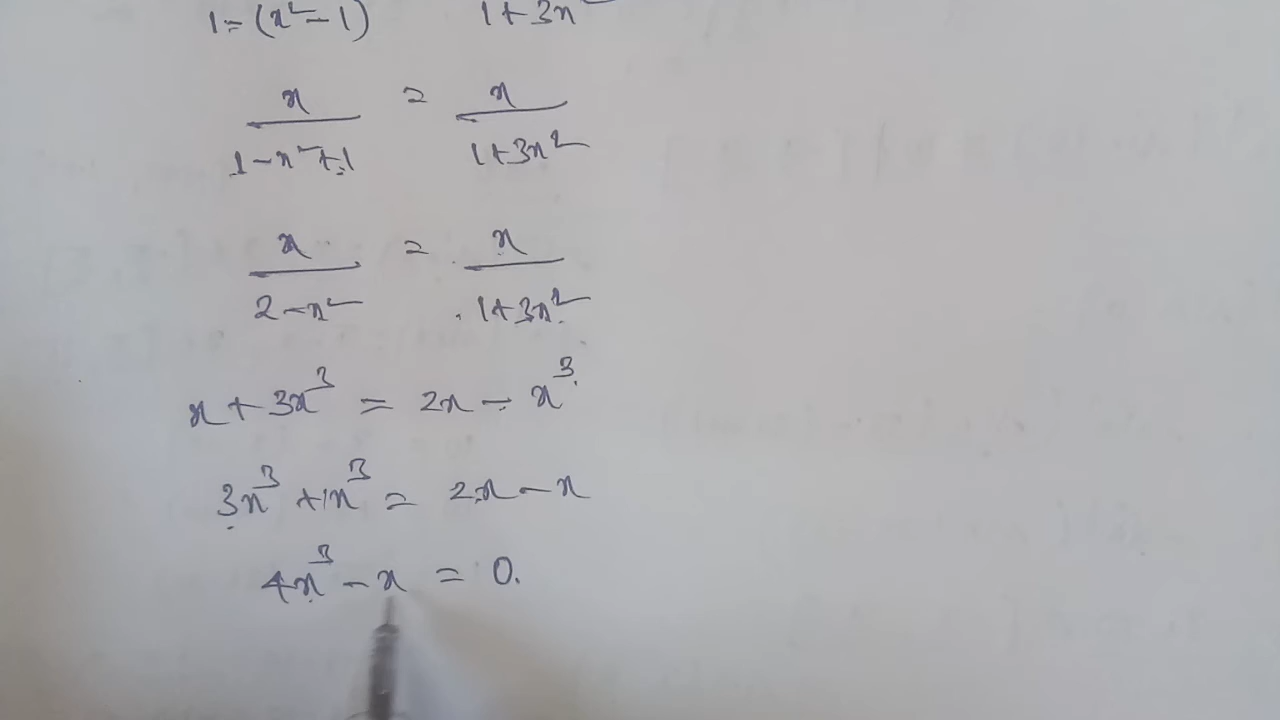 1-(x²-1) 1+3x²
x = x
1-x²+1 1+3x²
x = x
2-x² 1+3x²
x+3x³ = 2x-x³
3x³+1x³ = 2x-x
4x³-x = 0.